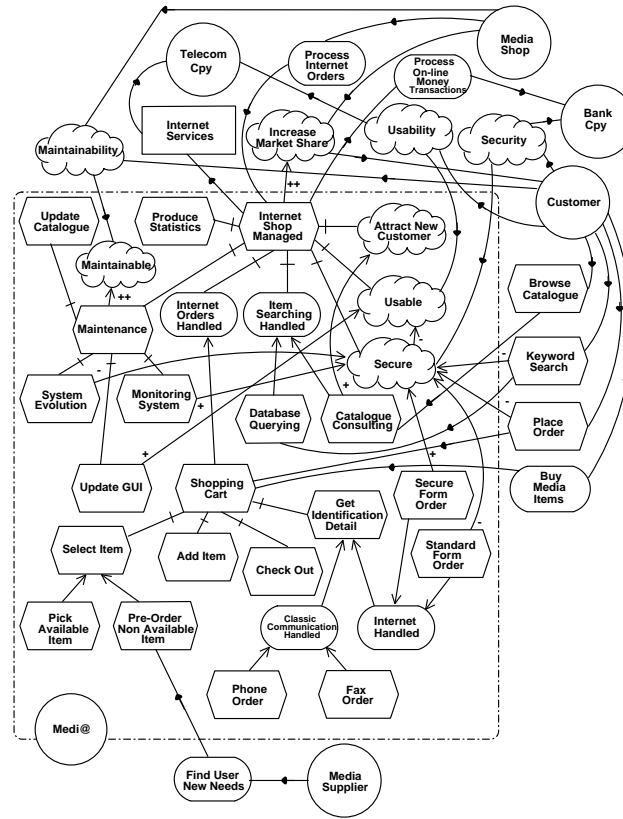 Media
Shop
Telecom
Cpy
Process
Internet
Orders
Process
On-line
Money
Transactions
Bank
Cpy
Internet
Services
Increase
Market Share
Usability
Security
Maintainability
++
Customer
Update
Catalogue
Produce
Statistics
Internet
Shop
Managed
Attract New
Customer
Maintainable
++
Browse
Catalogue
Maintenance
Internet
Orders
Handled
Item
Searching
Handled
Usable
-
Secure
-
Keyword
Search
System
Evolution
-
Monitoring
System
+
Database
Querying
+
Catalogue
Consulting
-
Place
Order
+
Update GUI
Shopping
Cart
Get
Identification
Detail
+
Secure
Form
Order
Buy
Media
Items
Select Item
Add Item
Check Out
-
Standard
Form
Order
Pick
Available
Item
Pre-Order
Non Available
Item
Classic
Communication
Handled
Internet
Handled
Phone
Order
Fax
Order
Medi@
Find User
New Needs
Media
Supplier